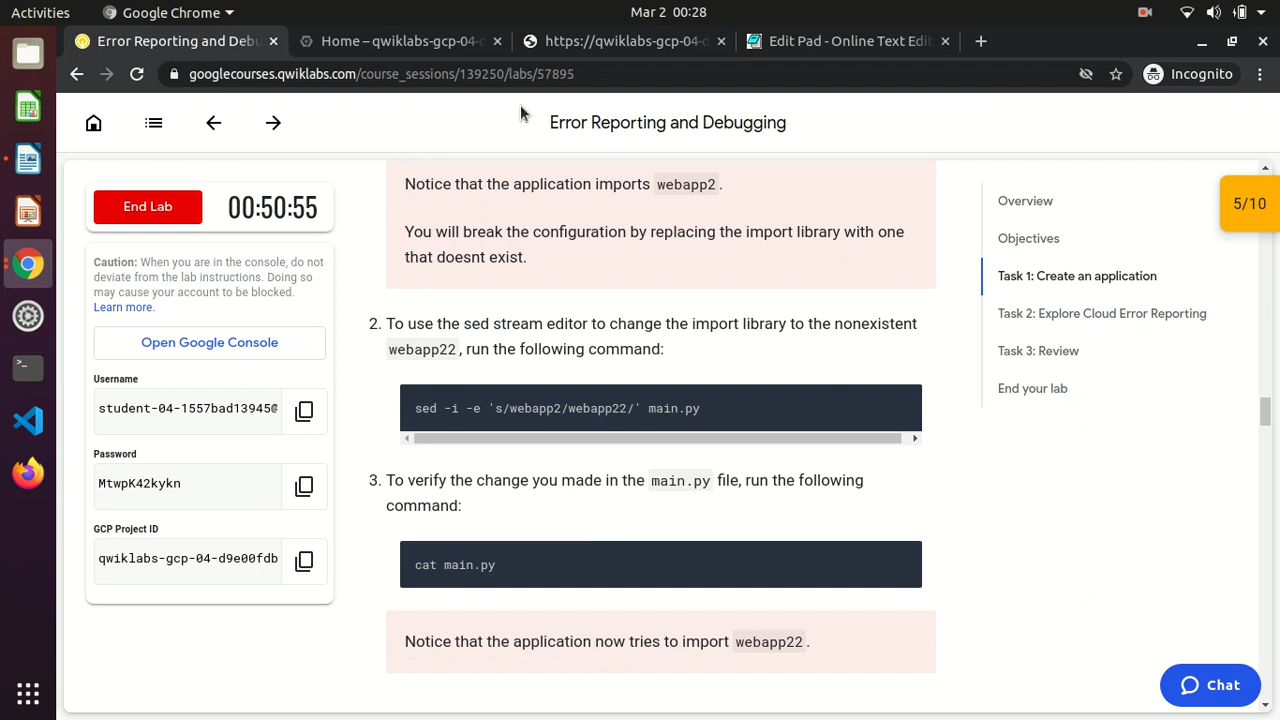 Activities
Google Chrome
Mar 2 00:28
Error Reporting and Debu
Home – qwiklabs-gcp-04-
https://qwiklabs-gcp-04-d
Edit Pad - Online Text Edit
googlecourses.qwiklabs.com/course_sessions/139250/labs/57895
Incognito
Error Reporting and Debugging
End Lab
00:50:55
Caution: When you are in the console, do not
deviate from the lab instructions. Doing so
may cause your account to be blocked.
Learn more.
Open Google Console
Username
student-04-1557bad13945@
Password
MtwpK42kykn
GCP Project ID
qwiklabs-gcp-04-d9e00fdb
Notice that the application imports webapp2.
You will break the configuration by replacing the import library with one
that doesnt exist.
2. To use the sed stream editor to change the import library to the nonexistent
webapp22, run the following command:
sed -i -e 's/webapp2/webapp22/' main.py
3. To verify the change you made in the main.py file, run the following
command:
cat main.py
Notice that the application now tries to import webapp22.
Overview
Objectives
Task 1: Create an application
Task 2: Explore Cloud Error Reporting
Task 3: Review
End your lab
5/10
Chat